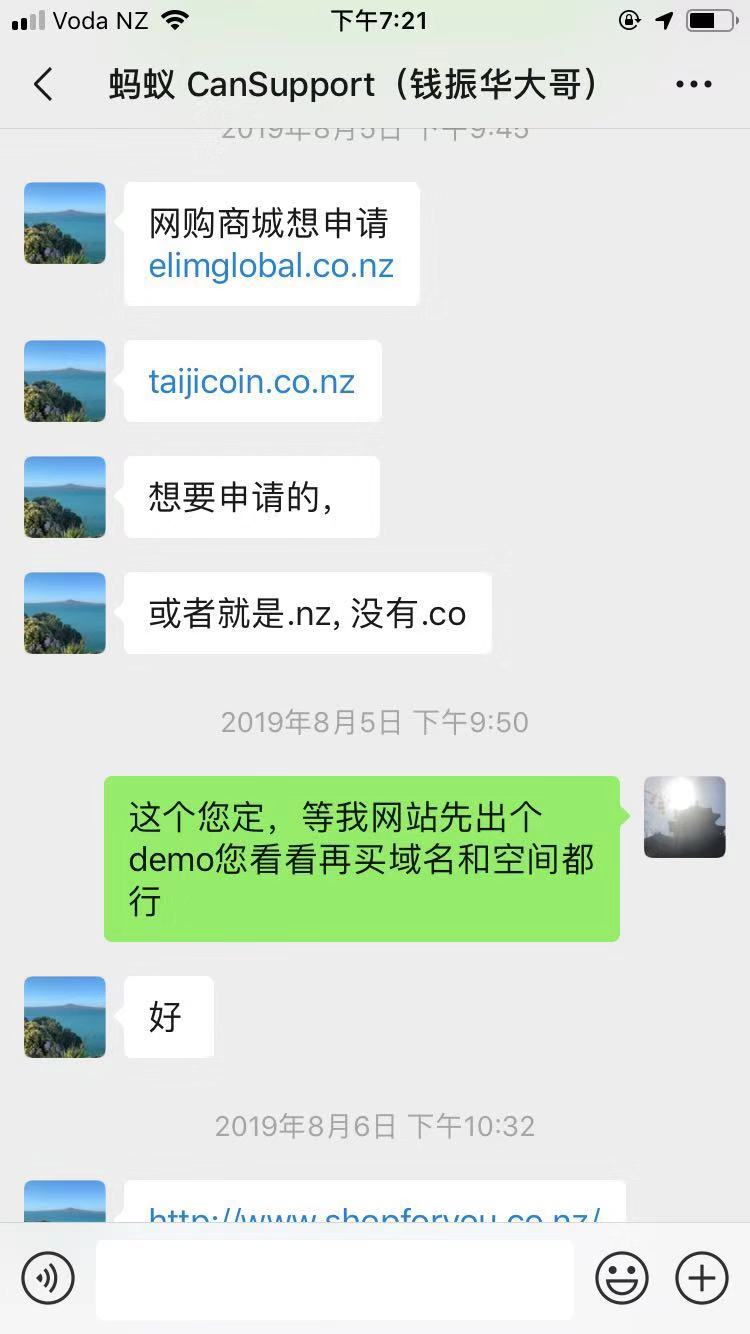 Voda NZ
下午7:21
蚂蚁 CanSupport（钱振华大哥）
2019年8月5日 下午9:45
网购商城想申请
elimglobal.co.nz
taijicoin.co.nz
想要申请的，
或者就是.nz, 没有.co
2019年8月5日 下午9:50
这个您定，等我网站先出个
demo您看看再买域名和空间都
行
好
2019年8月6日 下午10:32
http://www.shopforyou.co.nz/